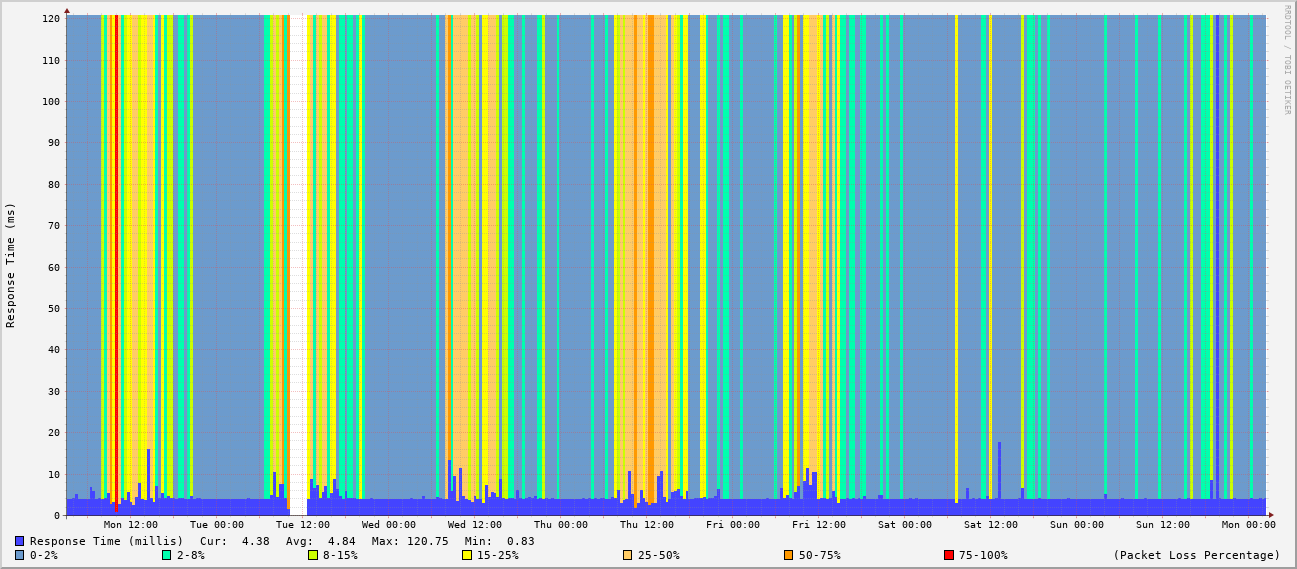 RRDTOOL / TOBI OETIKER
Response Time (ms)
120
110
100
90
80
70
60
50
40
30
20
10
0
Mon 12:00 Tue 00:00 Tue 12:00 Wed 00:00 Wed 12:00 Thu 00:00 Thu 12:00 Fri 00:00 Fri 12:00 Sat 00:00 Sat 12:00 Sun 00:00 Sun 12:00 Mon 00:00
Response Time (millis) Cur: 4.38 Avg: 4.84 Max: 120.75 Min: 0.83
0-2% 2-8% 8-15% 15-25% 25-50% 50-75% 75-100% (Packet Loss Percentage)